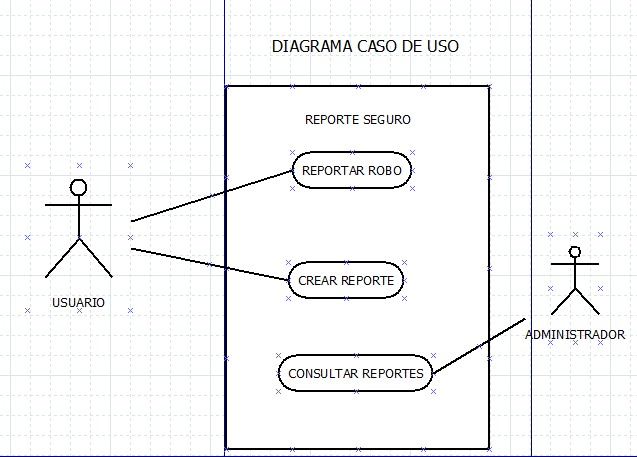 DIAGRAMA CASO DE USO
REPORTE SEGURO
REPORTAR ROBO
CREAR REPORTE
USUARIO
ADMINISTRADOR
CONSULTAR REPORTES